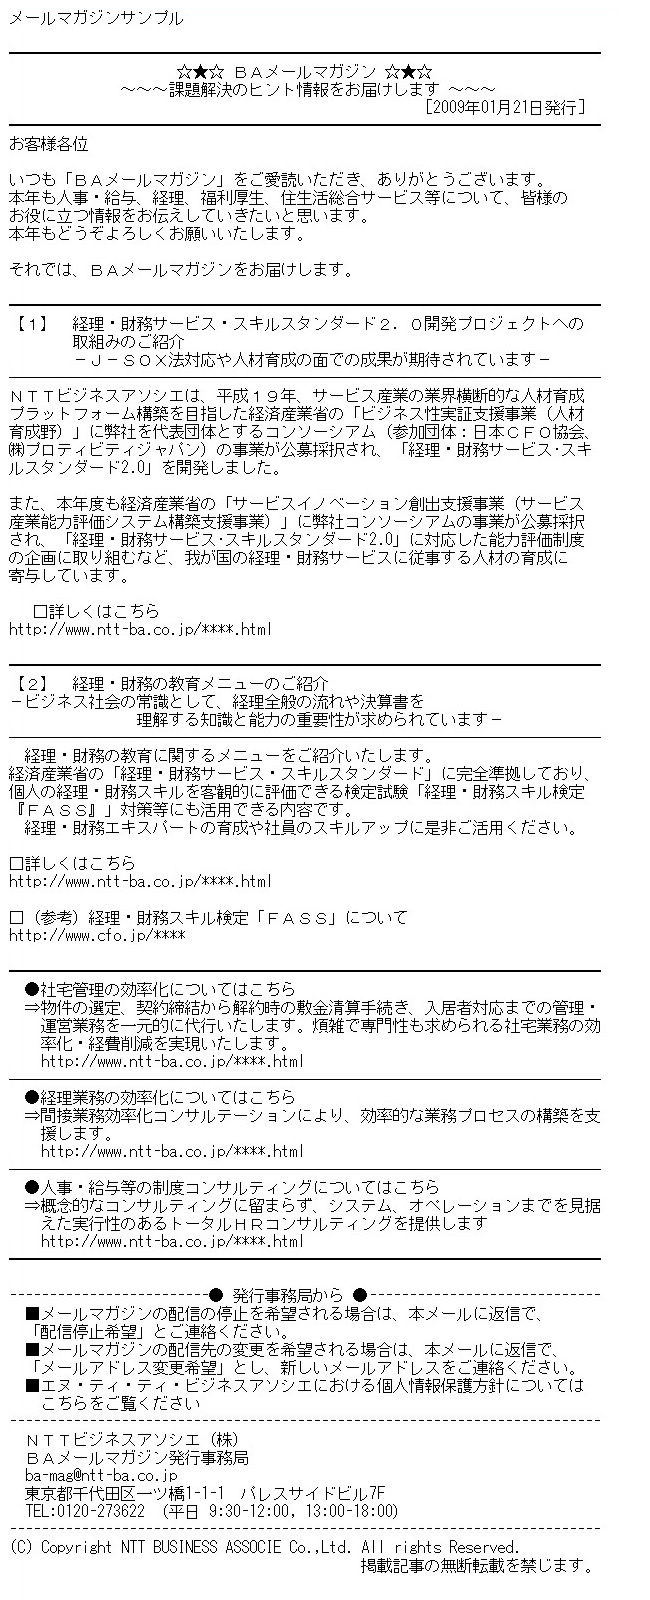 メールマガジンサンプル
☆★☆ ＢＡメールマガジン ☆★☆
～～～課題解決のヒント情報をお届けします ～～～
[2009年01月21日発行]
お客様各位
いつも「ＢＡメールマガジン」をご愛読いただき、ありがとうございます。
本年も人事・給与、経理、福利厚生、住生活総合サービス等について、皆様の
お役に立つ情報をお伝えしていきたいと思います。
本年もどうぞよろしくお願いいたします。
それでは、ＢＡメールマガジンをお届けします。
【１】　経理・財務サービス・スキルスタンダード２．０開発プロジェクトへの
取組みのご紹介
－Ｊ－ＳＯＸ法対応や人材育成の面での成果が期待されています－
ＮＴＴビジネスアソシエは、平成１９年、サービス産業の業界横断的な人材育成
プラットフォーム構築を目指した経済産業省の「ビジネス性実証支援事業（人材
育成野）」に弊社を代表団体とするコンソーシアム（参加団体：日本ＣＦＯ協会、
㈱プロティビティジャパン）の事業が公募採択され、「経理・財務サービス・スキ
ルスタンダード2.0」を開発しました。
また、本年度も経済産業省の「サービスイノベーション創出支援事業（サービス
産業能力評価システム構築支援事業）」に弊社コンソーシアムの事業が公募採択
され、「経理・財務サービス・スキルスタンダード2.0」に対応した能力評価制度
の企画に取り組むなど、我が国の経理・財務サービスに従事する人材の育成に
寄与しています。
□詳しくはこちら
http://www.ntt-ba.co.jp/****.html
【２】　経理・財務の教育メニューのご紹介
－ビジネス社会の常識として、経理全般の流れや決算書を
理解する知識と能力の重要性が求められています－
経理・財務の教育に関するメニューをご紹介いたします。
経済産業省の「経理・財務サービス・スキルスタンダード」に完全準拠しており、
個人の経理・財務スキルを客観的に評価できる検定試験「経理・財務スキル検定
『ＦＡＳＳ』」対策等にも活用できる内容です。
経理・財務エキスパートの育成や社員のスキルアップに是非ご活用ください。
□詳しくはこちら
http://www.ntt-ba.co.jp/****.html
□（参考）経理・財務スキル検定「ＦＡＳＳ」について
http://www.cfo.jp/****
●社宅管理の効率化についてはこちら
⇒物件の選定、契約締結から解約時の敷金清算手続き、入居者対応までの管理・
運営業務を一元的に代行いたします。煩雑で専門性も求められる社宅業務の効
率化・経費削減を実現いたします。
http://www.ntt-ba.co.jp/****.html
●経理業務の効率化についてはこちら
⇒間接業務効率化コンサルテーションにより、効率的な業務プロセスの構築を支
援します。
http://www.ntt-ba.co.jp/****.html
●人事・給与等の制度コンサルティングについてはこちら
⇒概念的なコンサルティングに留まらず、システム、オペレーションまでを見据
えた実行性のあるトータルＨＲコンサルティングを提供します
http://www.ntt-ba.co.jp/****.html
-------------------------● 発行事務局から ●-----------------------------
■メールマガジンの配信の停止を希望される場合は、本メールに返信で、
「配信停止希望」とご連絡ください。
■メールマガジンの配信先の変更を希望される場合は、本メールに返信で、
「メールアドレス変更希望」とし、新しいメールアドレスをご連絡ください。
■エヌ・ティ・ティ・ビジネスアソシエにおける個人情報保護方針については
こちらをご覧ください
ＮＴＴビジネスアソシエ（株）
ＢＡメールマガジン発行事務局
ba-mag@ntt-ba.co.jp
東京都千代田区一ツ橋1-1-1　パレスサイドビル7F
TEL:0120-273622　（平日 9:30-12:00, 13:00-18:00）
(C) Copyright NTT BUSINESS ASSOCIE Co.,Ltd. All rights Reserved.
掲載記事の無断転載を禁じます。